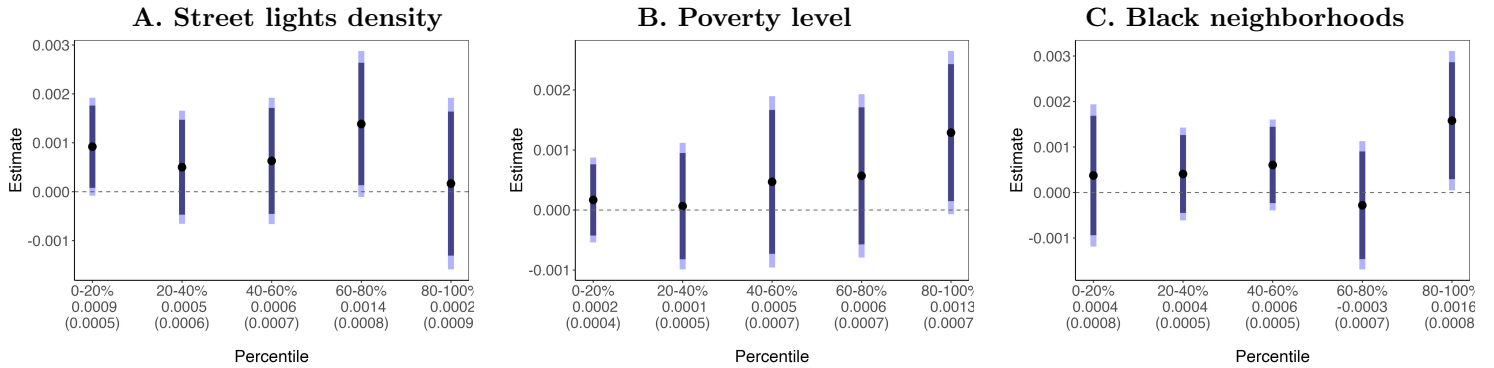 A. Street lights density
0.003
0.002
0.001
0.000
-0.001
Estimate
0-20% 20-40% 40-60% 60-80% 80-100%
0.0009 0.0005 0.0006 0.0014 0.0002
(0.0005) (0.0006) (0.0007) (0.0008) (0.0009
Percentile
B. Poverty level
0.002
0.001
0.000
-0.001
Estimate
0-20% 20-40% 40-60% 60-80% 80-100%
0.0002 0.0001 0.0005 0.0006 0.0013
(0.0004) (0.0005) (0.0007) (0.0007) (0.0007
Percentile
C. Black neighborhoods
0.003
0.002
0.001
0.000
-0.001
Estimate
0-20% 20-40% 40-60% 60-80% 80-100%
0.0004 0.0004 0.0006 -0.0003 0.0016
(0.0008) (0.0005) (0.0005) (0.0007) (0.0008
Percentile